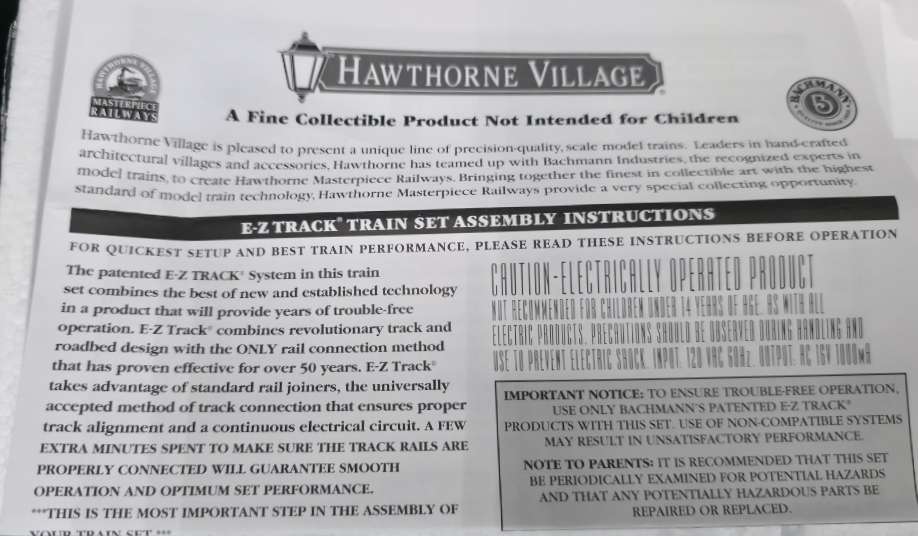 HAWTHORNE VILLAGE
MASTERPIECE
RAILWAYS
HAWTHORNE VILLAGE
BACHMANN
A Fine Collectible Product Not Intended for Children
Hawthorne Village is pleased to present a unique line of precision-quality, scale model trains. Leaders in hand-crafted
architectural villages and accessories, Hawthorne has teamed up with Bachmann Industries, the recognized experts in
model trains, to create Hawthorne Masterpiece Railways. Bringing together the finest in collectible art with the highest
standard of model train technology, Hawthorne Masterpiece Railways provide a very special collecting opportunity.
E-Z TRACK® TRAIN SET ASSEMBLY INSTRUCTIONS
FOR QUICKEST SETUP AND BEST TRAIN PERFORMANCE, PLEASE READ THESE INSTRUCTIONS BEFORE OPERATION
The patented E-Z TRACK® System in this train
set combines the best of new and established technology
in a product that will provide years of trouble-free
operation. E-Z Track® combines revolutionary track and
roadbed design with the ONLY rail connection method
that has proven effective for over 50 years. E-Z Track®
takes advantage of standard rail joiners, the universally
accepted method of track connection that ensures proper
track alignment and a continuous electrical circuit. A FEW
EXTRA MINUTES SPENT TO MAKE SURE THE TRACK RAILS ARE
PROPERLY CONNECTED WILL GUARANTEE SMOOTH
OPERATION AND OPTIMUM SET PERFORMANCE.
***THIS IS THE MOST IMPORTANT STEP IN THE ASSEMBLY OF
YOUR TRAIN SET.***
CAUTION-ELECTRICALLY OPERATED PRODUCT
NOT RECOMMENDED FOR CHILDREN UNDER 14 YEARS OF AGE. AS WITH ALL
ELECTRIC PRODUCTS, PRECAUTIONS SHOULD BE OBSERVED DURING HANDLING AND
USE TO PREVENT ELECTRIC SHOCK. INPUT: 120 VAC 60Hz. OUTPUT: AC 16V 1000mA
IMPORTANT NOTICE: TO ENSURE TROUBLE-FREE OPERATION,
USE ONLY BACHMANN'S PATENTED E-Z TRACK®
PRODUCTS WITH THIS SET. USE OF NON-COMPATIBLE SYSTEMS
MAY RESULT IN UNSATISFACTORY PERFORMANCE.
NOTE TO PARENTS: IT IS RECOMMENDED THAT THIS SET
BE PERIODICALLY EXAMINED FOR POTENTIAL HAZARDS
AND THAT ANY POTENTIALLY HAZARDOUS PARTS BE
REPAIRED OR REPLACED.